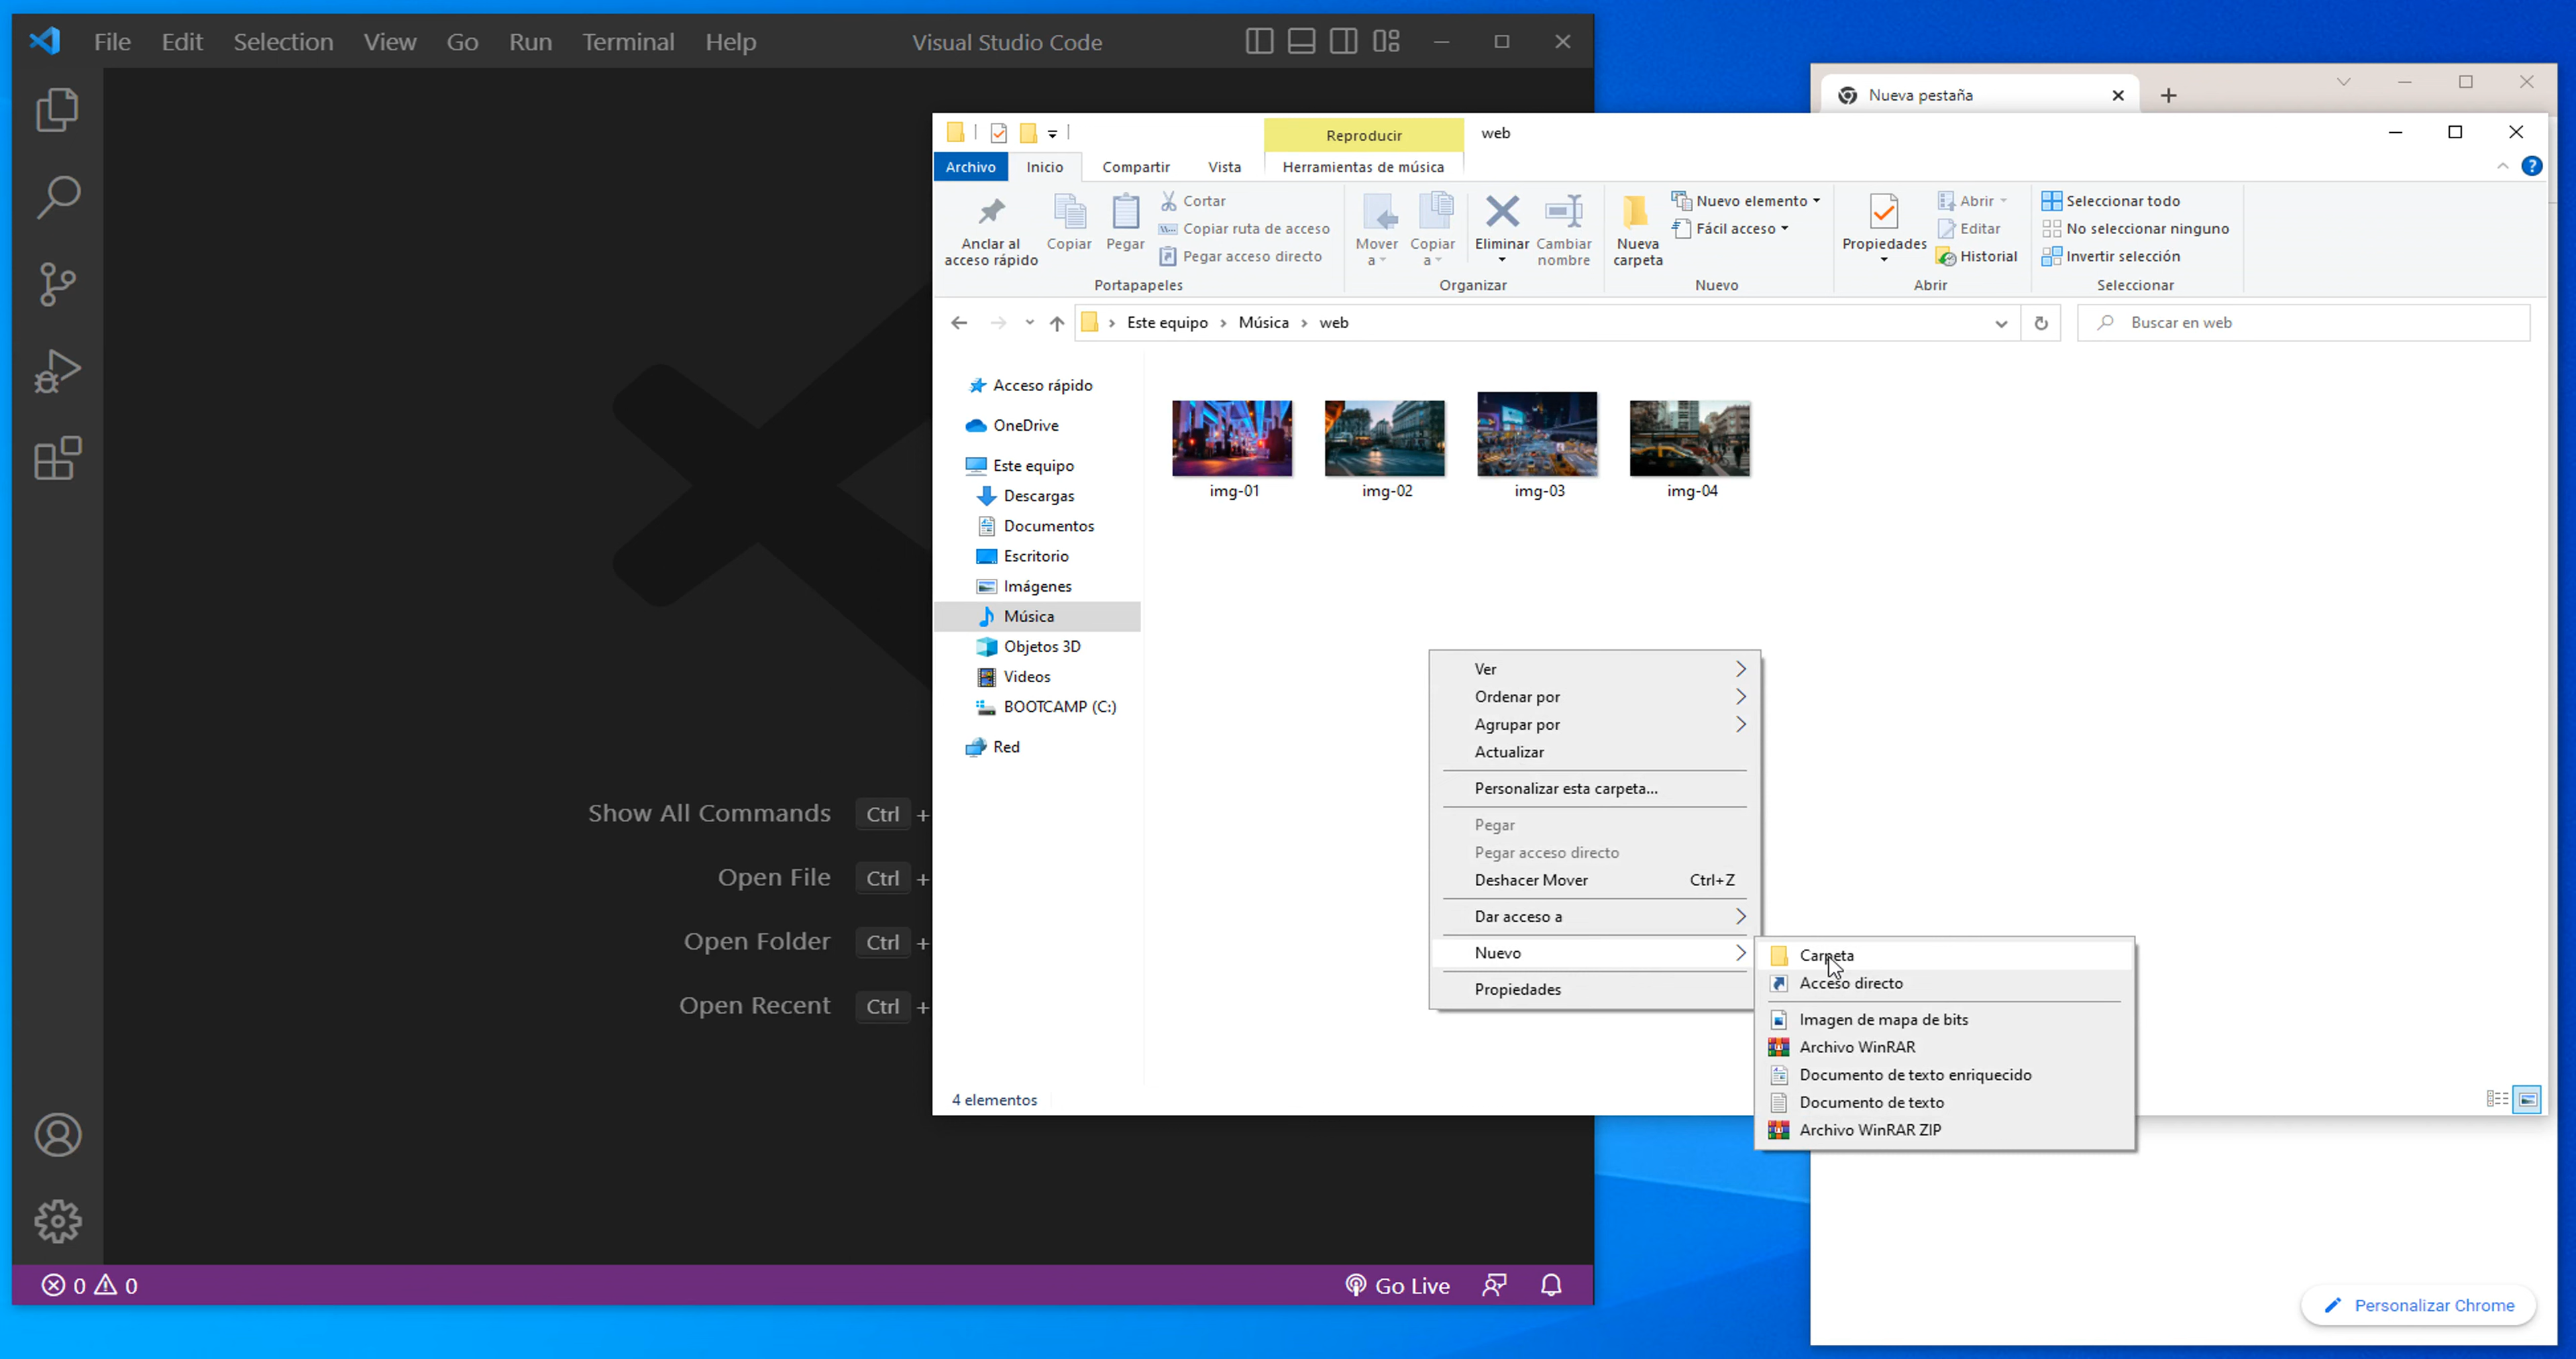 File Edit Selection View Go Run Terminal Help Visual Studio Code
Show All Commands Ctrl +
Open File Ctrl +
Open Folder Ctrl +
Open Recent Ctrl +
0 0 Go Live
Nueva pestaña
Reproducir web
Archivo Inicio Compartir Vista Herramientas de música
Anclar al
acceso rápido
Copiar
Pegar
Cortar
Copiar ruta de acceso
Pegar acceso directo
Portapapeles
Mover
a
Copiar
a
Eliminar
Cambiar
nombre
Organizar
Nueva
carpeta
Nuevo elemento
Fácil acceso
Nuevo
Propiedades
Abrir
Editar
Historial
Abrir
Seleccionar todo
No seleccionar ninguno
Invertir selección
Seleccionar
Este equipo › Música › web
Buscar en web
Acceso rápido
OneDrive
Este equipo
Descargas
Documentos
Escritorio
Imágenes
Música
Objetos 3D
Videos
BOOTCAMP (C:)
Red
img-01 img-02 img-03 img-04
Ver
Ordenar por
Agrupar por
Actualizar
Personalizar esta carpeta...
Pegar
Pegar acceso directo
Deshacer Mover Ctrl+Z
Dar acceso a
Nuevo
Propiedades
Carpeta
Acceso directo
Imagen de mapa de bits
Archivo WinRAR
Documento de texto enriquecido
Documento de texto
Archivo WinRAR ZIP
4 elementos
Personalizar Chrome